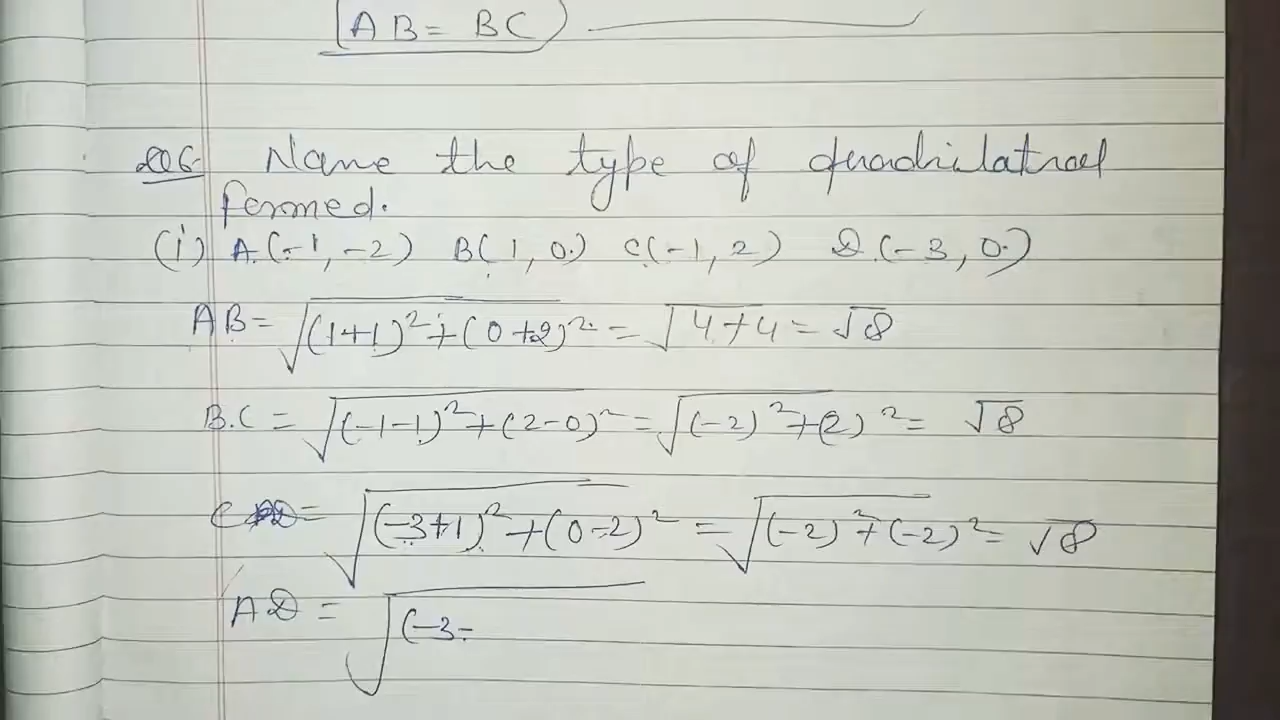 AB = BC
Q6. Name the type of quadrilatral
formed.
(i) A(-1, -2) B(1, 0) C(-1, 2) D(-3, 0)
AB = √(1+1)²+(0+2)² = √4+4 = √8
BC = √(-1-1)²+(2-0)² = √(-2)²+(2)² = √8
CD = √(-3+1)²+(0-2)² = √(-2)²+(-2)² = √8
AD = √(-3-